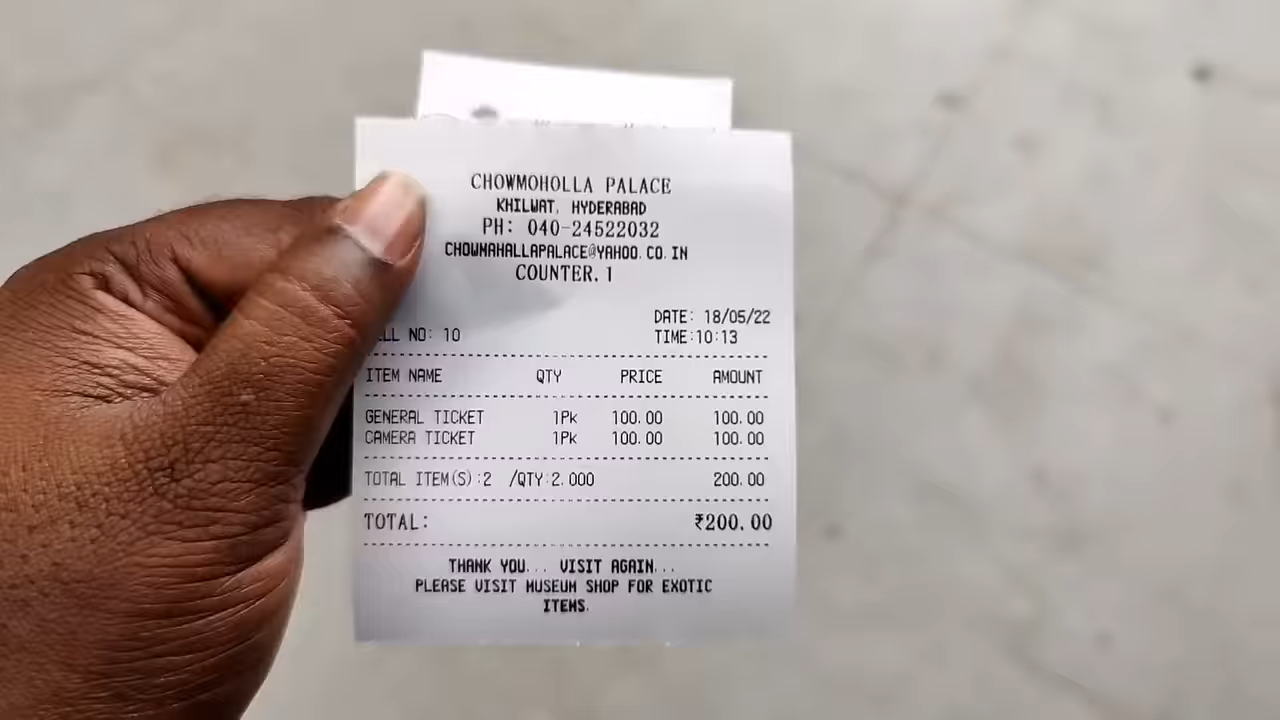 CHOWMOHOLLA PALACE
KHILWAT, HYDERABAD
PH: 040-24522032
CHOWMAHALLAPALACE@YAHOO.CO.IN
COUNTER.1
DATE: 18/05/22
LL NO: 10 TIME:10:13
ITEM NAME QTY PRICE AMOUNT
GENERAL TICKET 1Pk 100.00 100.00
CAMERA TICKET 1Pk 100.00 100.00
TOTAL ITEM(S):2 /QTY:2.000 200.00
TOTAL: ₹200.00
THANK YOU... VISIT AGAIN...
PLEASE VISIT MUSEUM SHOP FOR EXOTIC
ITEMS.